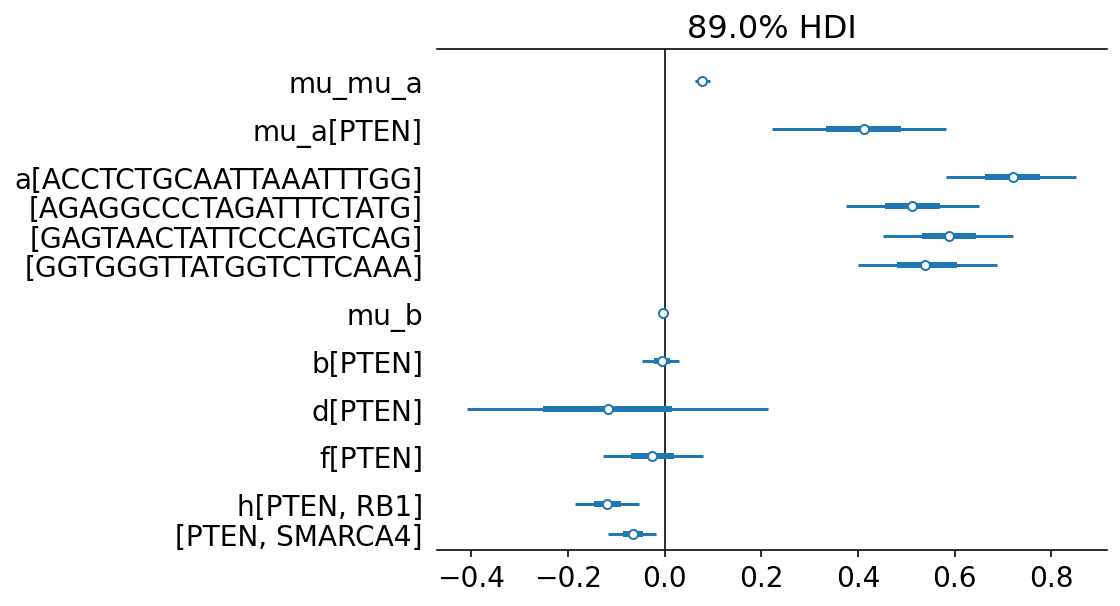 89.0% HDI
mu_mu_a
mu_a[PTEN]
a[ACCTCTGCAATTAAATTTGG]
[AGAGGCCCTAGATTTCTATG]
[GAGTAACTATTCCCAGTCAG]
[GGTGGGTTATGGTCTTCAAA]
mu_b
b[PTEN]
d[PTEN]
f[PTEN]
h[PTEN, RB1]
[PTEN, SMARCA4]
−0.4 −0.2 0.0 0.2 0.4 0.6 0.8